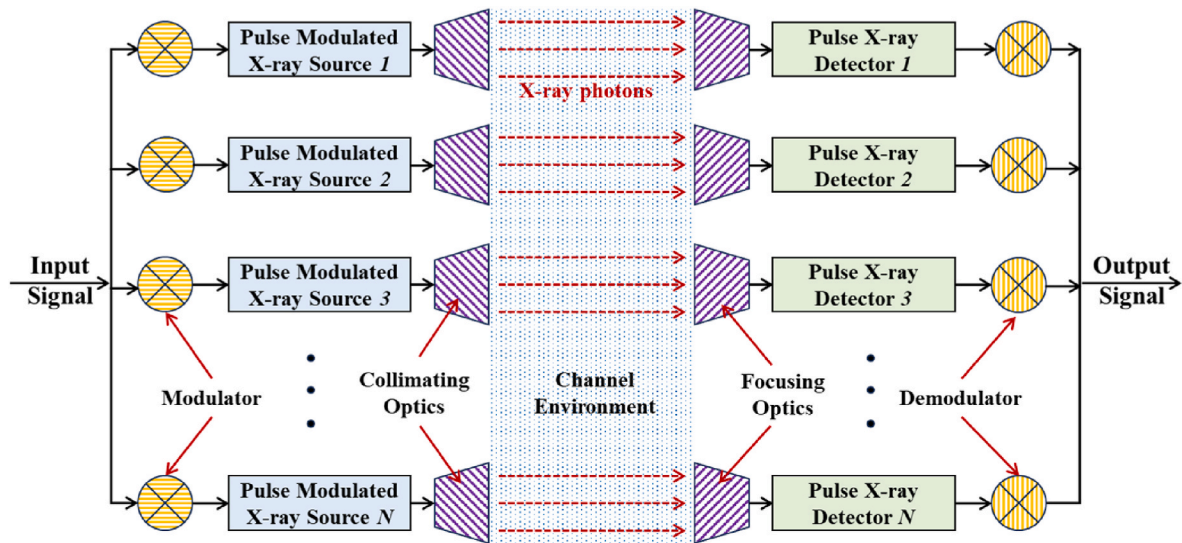 Pulse Modulated
X-ray Source 1
Pulse X-ray
Detector 1
X-ray photons
Pulse Modulated
X-ray Source 2
Pulse X-ray
Detector 2
Input
Signal
Pulse Modulated
X-ray Source 3
Pulse X-ray
Detector 3
Output
Signal
Modulator
Collimating
Optics
Channel
Environment
Focusing
Optics
Demodulator
Pulse Modulated
X-ray Source N
Pulse X-ray
Detector N